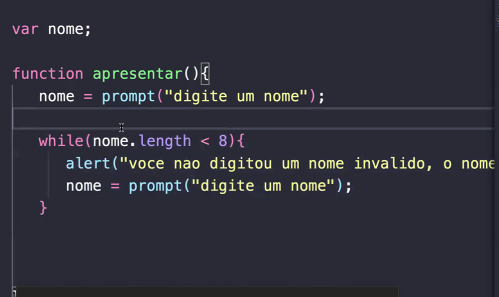 var nome;
function apresentar(){
nome = prompt("digite um nome");
while(nome.length < 8){
alert("voce nao digitou um nome invalido, o nome
nome = prompt("digite um nome");
}